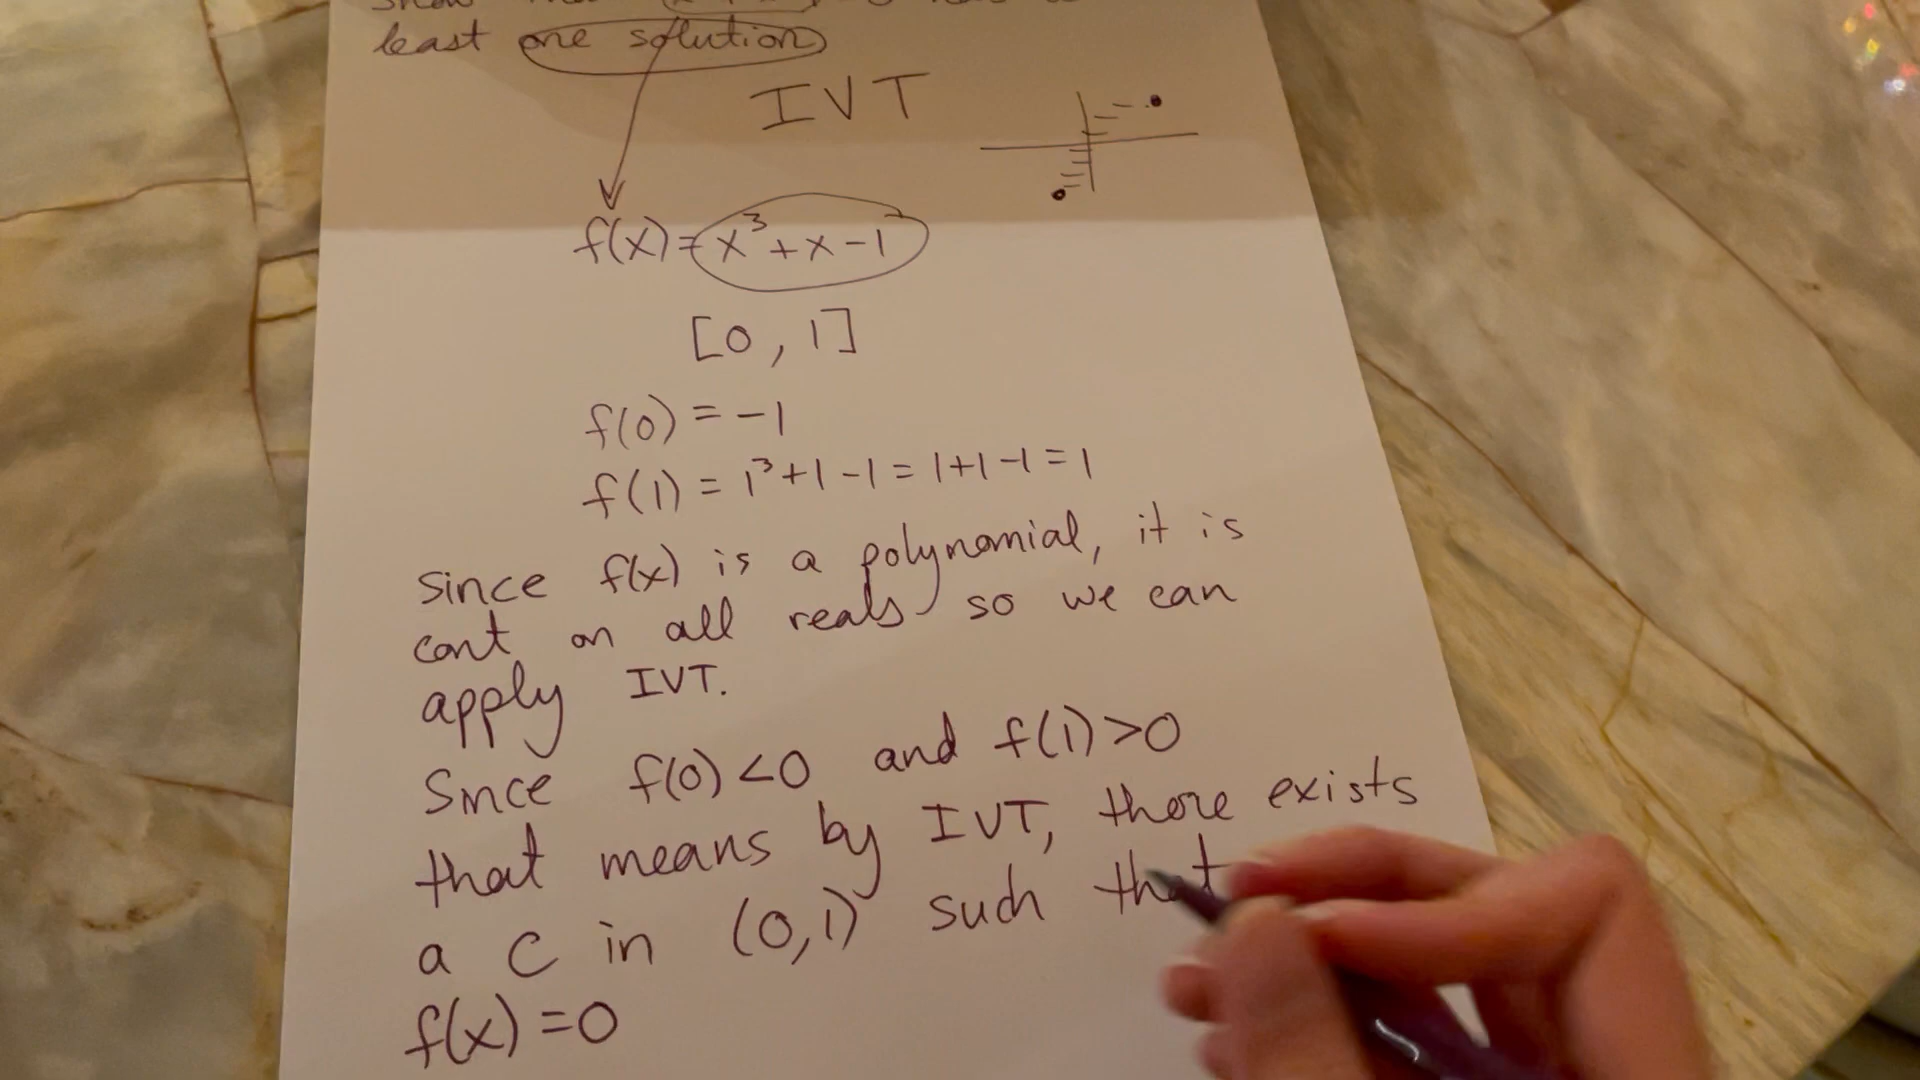 least one solution
IVT
f(x) = x³ + x - 1
[0, 1]
f(0) = -1
f(1) = 1³ + 1 - 1 = 1 + 1 - 1 = 1
since f(x) is a polynomial, it is
cont on all reals so we can
apply IVT.
Since f(0) < 0 and f(1) > 0
that means by IVT, there exists
a c in (0,1) such that
f(x) = 0